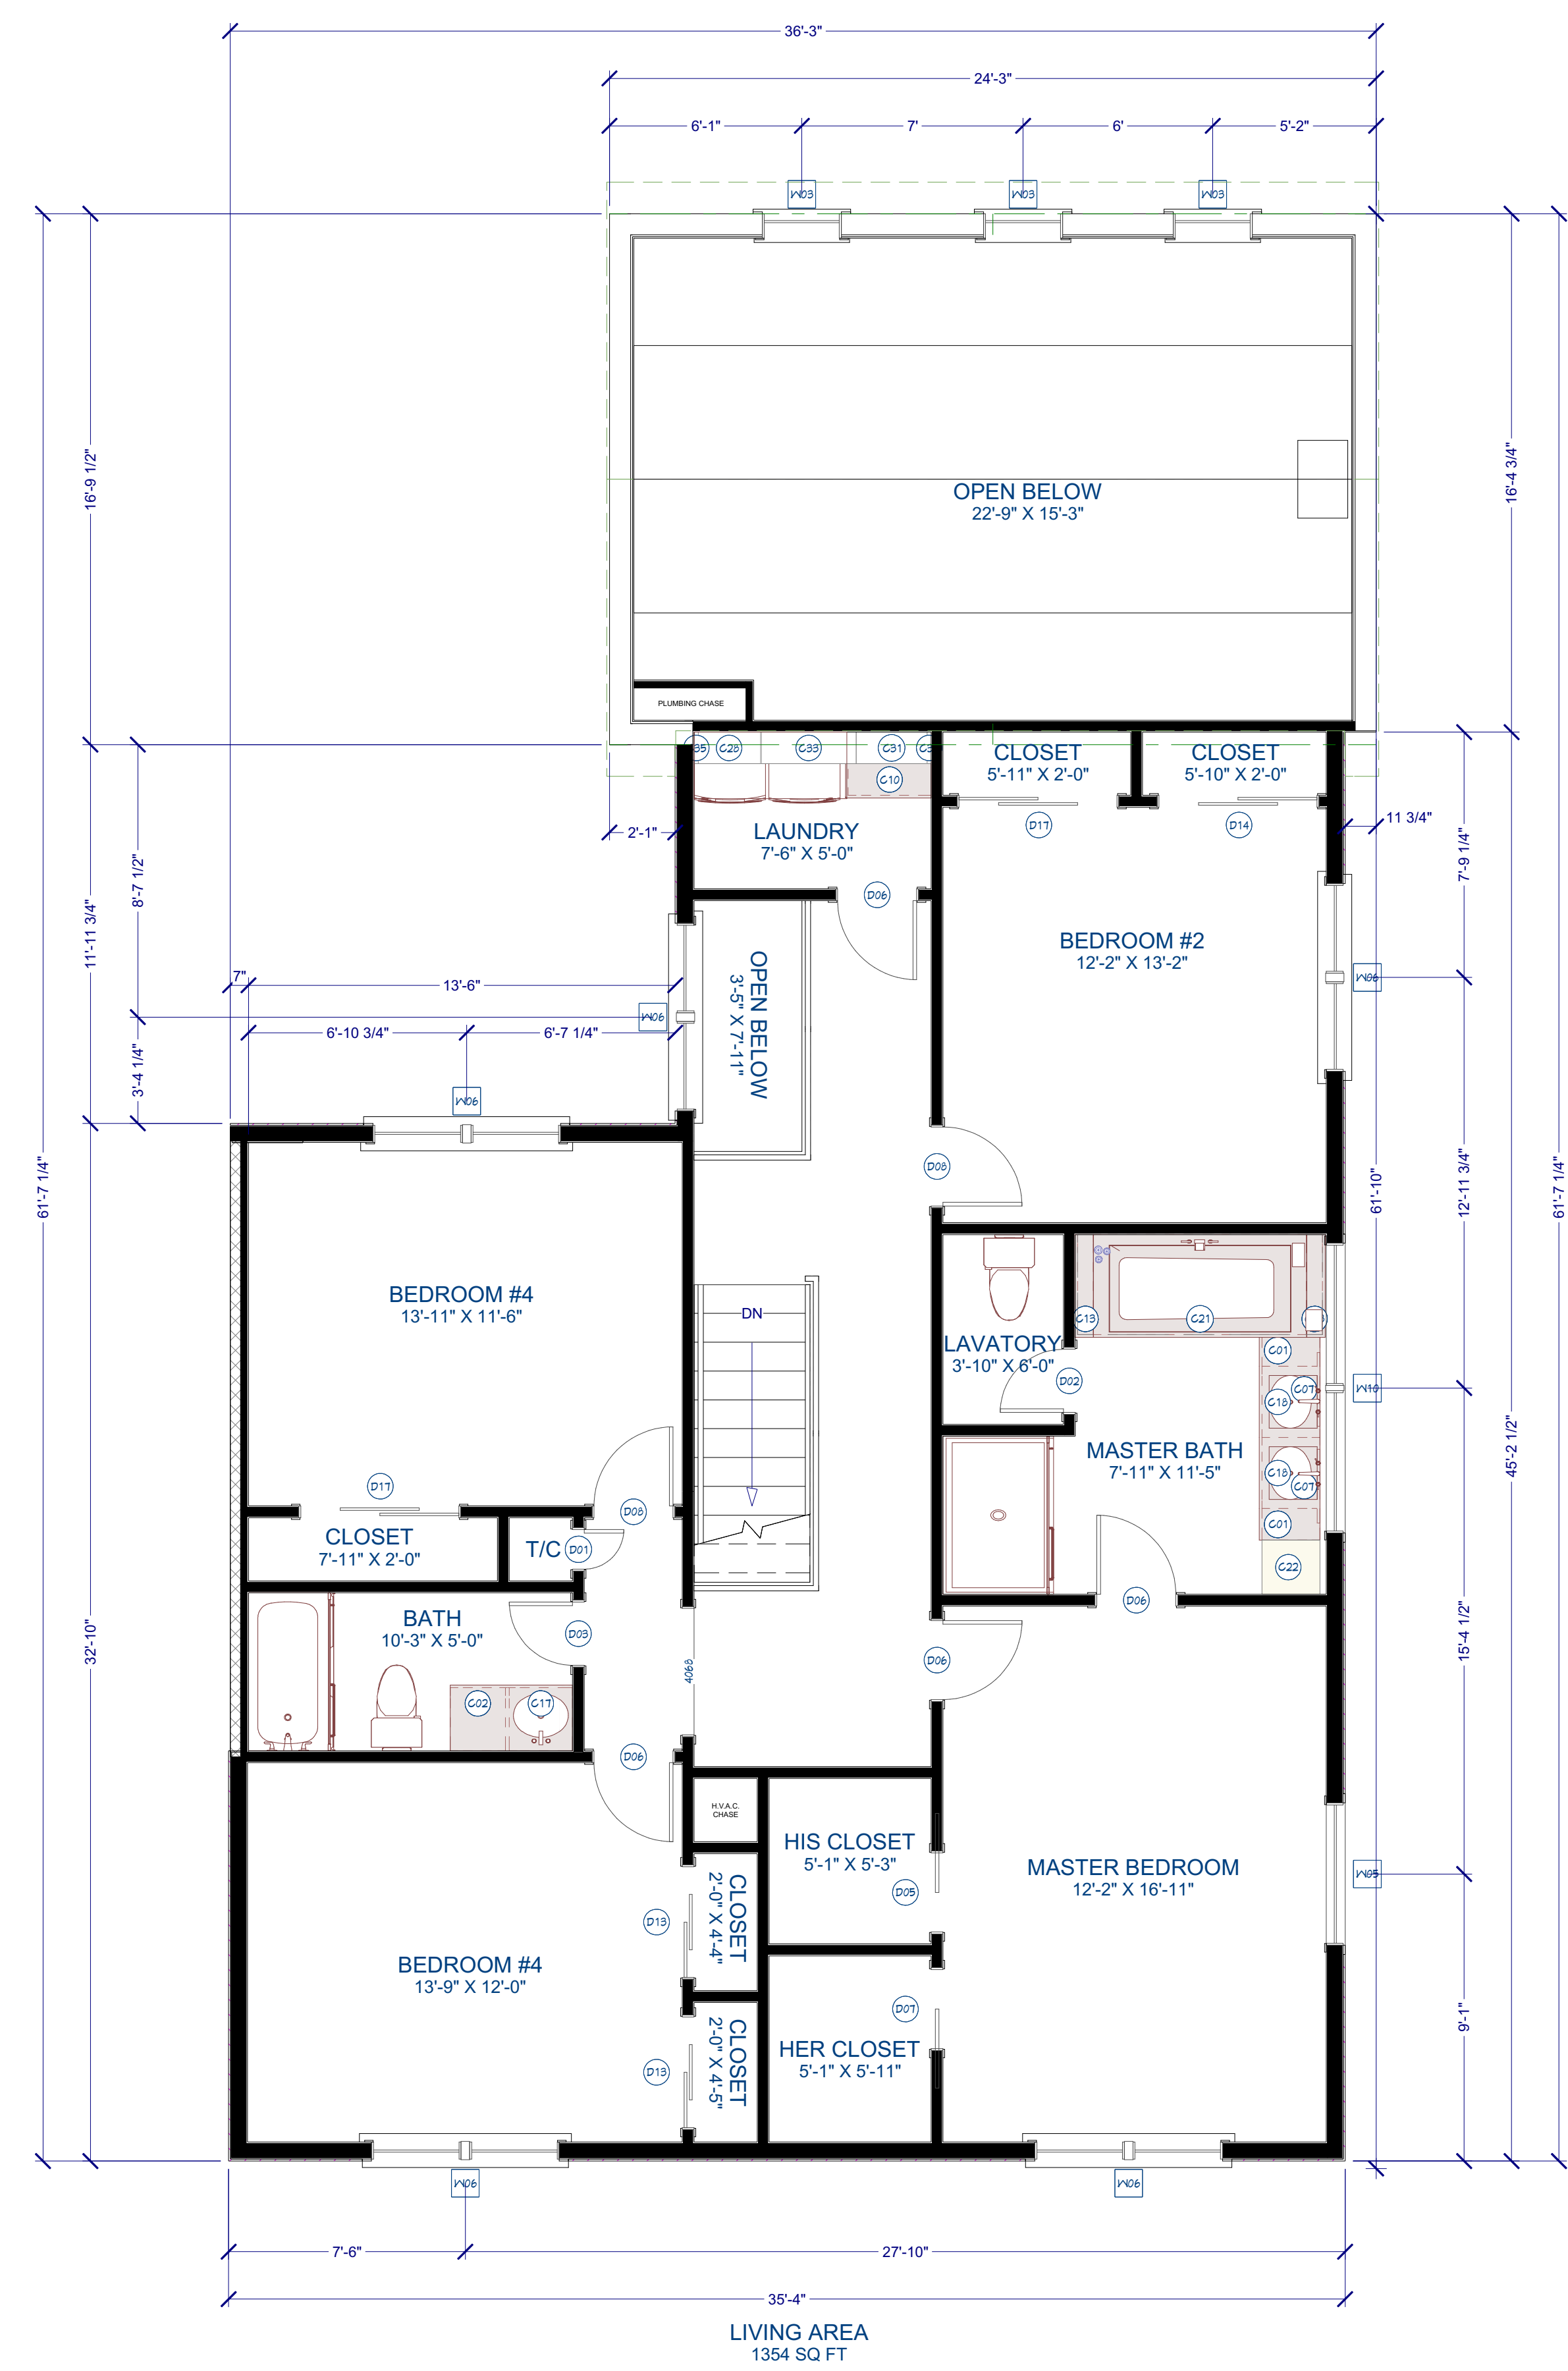 36'-3"
24'-3"
6'-1"
7'
6'
5'-2"
W03
W03
W03
16'-9 1/2"
16'-4 3/4"
OPEN BELOW
22'-9" X 15'-3"
PLUMBING CHASE
C28
C33
C31
C10
CLOSET
5'-11" X 2'-0"
CLOSET
5'-10" X 2'-0"
D17
D14
11 3/4"
2'-1"
LAUNDRY
7'-6" X 5'-0"
D06
8'-7 1/2"
7'-9 1/4"
11'-11 3/4"
BEDROOM #2
12'-2" X 13'-2"
OPEN BELOW
3'-5" X 7'-11"
W06
7"
13'-6"
W06
6'-10 3/4"
6'-7 1/4"
3'-4 1/4"
W06
D08
61'-7 1/4"
61'-10"
12'-11 3/4"
61'-7 1/4"
BEDROOM #4
13'-11" X 11'-6"
DN
LAVATORY
3'-10" X 6'-0"
D02
C13
C21
C01
C07
C18
W10
MASTER BATH
7'-11" X 11'-5"
C18
C07
C01
C22
45'-2 1/2"
D17
D08
CLOSET
7'-11" X 2'-0"
T/C
D01
D06
BATH
10'-3" X 5'-0"
D03
32'-10"
15'-4 1/2"
4068
D06
C02
C17
D06
H.V.A.C.
CHASE
HIS CLOSET
5'-1" X 5'-3"
D05
MASTER BEDROOM
12'-2" X 16'-11"
W05
CLOSET
2'-0" X 4'-4"
D13
BEDROOM #4
13'-9" X 12'-0"
D07
HER CLOSET
5'-1" X 5'-11"
CLOSET
2'-0" X 4'-5"
D13
9'-1"
W06
W06
7'-6"
27'-10"
35'-4"
LIVING AREA
1354 SQ FT